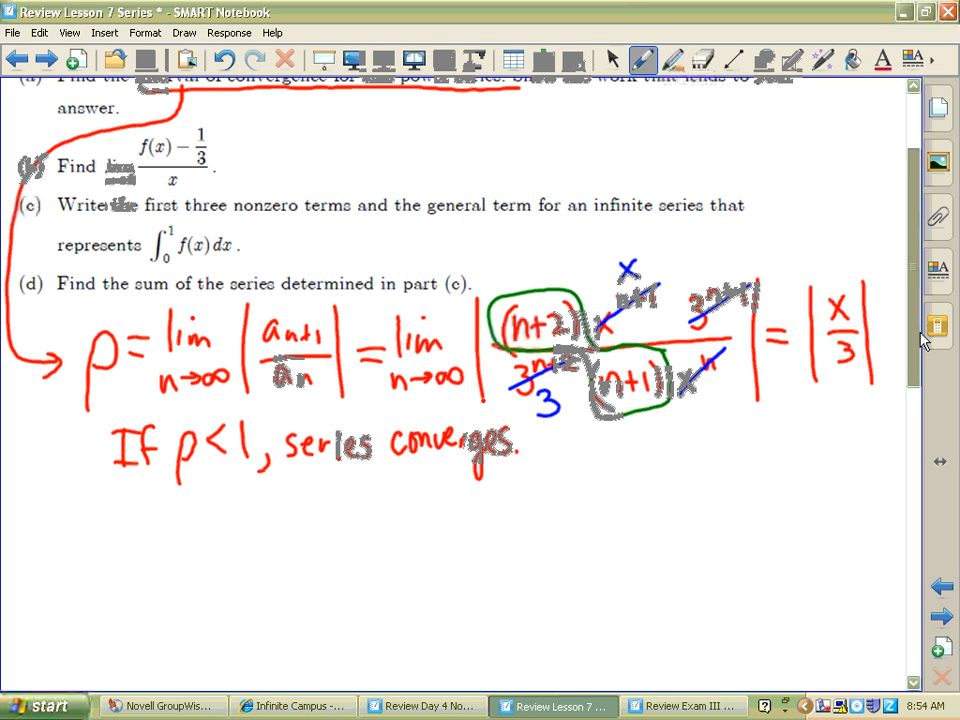 Review Lesson 7 Series * - SMART Notebook
File Edit View Insert Format Draw Response Help
answer.
Find f(x) − 1/3 / x .
(c) Write first three nonzero terms and the general term for an infinite series that
represents ∫₀¹ f(x) dx .
(d) Find the sum of the series determined in part (c).
ρ = lim n→∞ | an+1 / an | = lim n→∞ | (n+2) x 3 / 3 (n+1) x^n | = | x/3 |
x
3
If ρ < 1, series converges.
start Novell GroupWis... Infinite Campus -... Review Day 4 No... Review Lesson 7 ... Review Exam III ... 8:54 AM